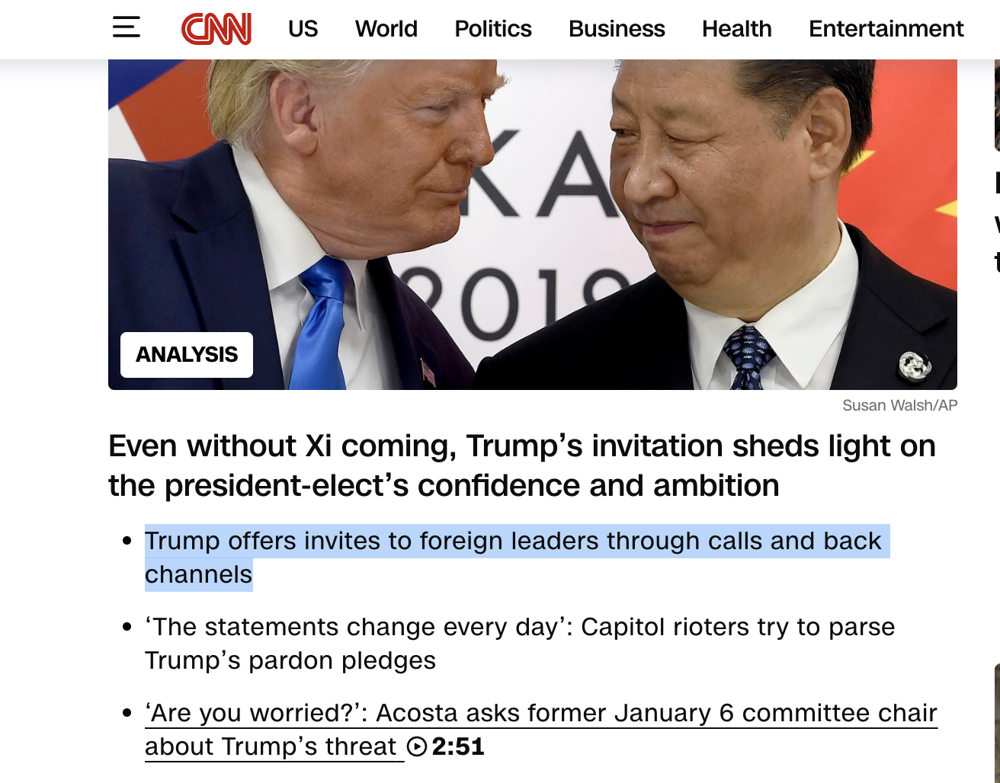 CNN US World Politics Business Health Entertainment
KA
2019
ANALYSIS
Susan Walsh/AP
Even without Xi coming, Trump’s invitation sheds light on
the president-elect’s confidence and ambition
• Trump offers invites to foreign leaders through calls and back
channels
• ‘The statements change every day’: Capitol rioters try to parse
Trump’s pardon pledges
• ‘Are you worried?’: Acosta asks former January 6 committee chair
about Trump’s threat 2:51